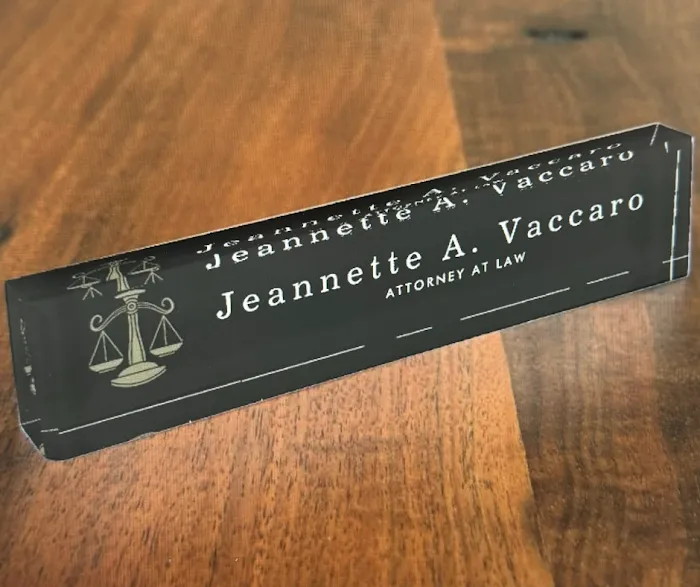 Jeannette A. Vaccaro
ATTORNEY AT LAW